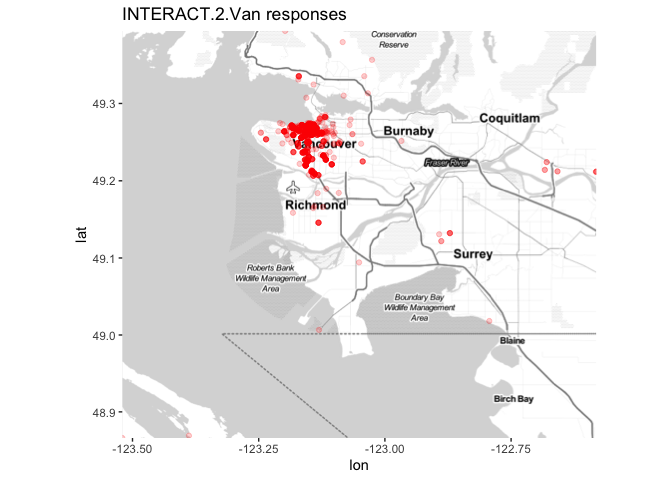 INTERACT.2.Van responses
Conservation
Reserve
49.3
Coquitlam
Burnaby
Vancouver
Fraser River
49.2
Richmond
lat
49.1
Surrey
Roberts Bank
Wildlife Management
Area
Boundary Bay
Wildlife Management
Area
49.0
Blaine
Birch Bay
48.9
-123.50
-123.25
-123.00
-122.75
lon